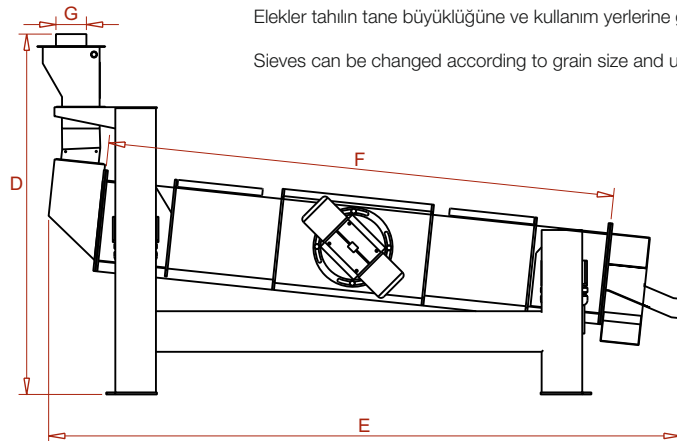 Elekler tahılın tane büyüklüğüne ve kullanım yerlerine
Sieves can be changed according to grain size and
G
F
D
E